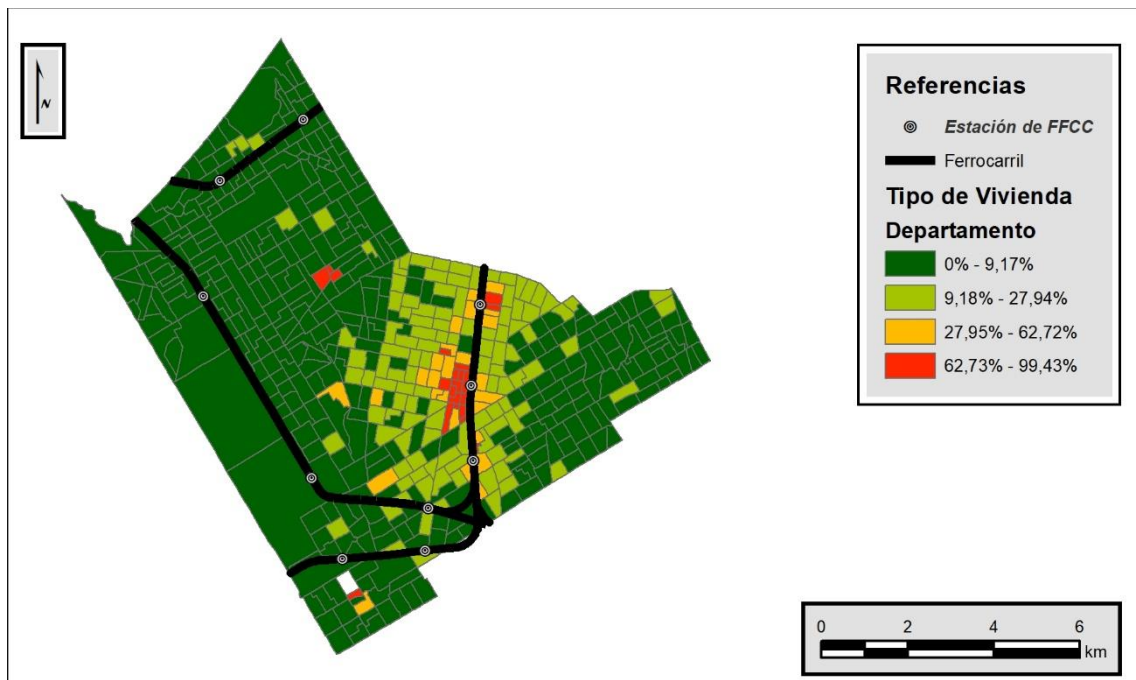 N
Referencias
Estación de FFCC
Ferrocarril
Tipo de Vivienda
Departamento
0% - 9,17%
9,18% - 27,94%
27,95% - 62,72%
62,73% - 99,43%
0 2 4 6
km